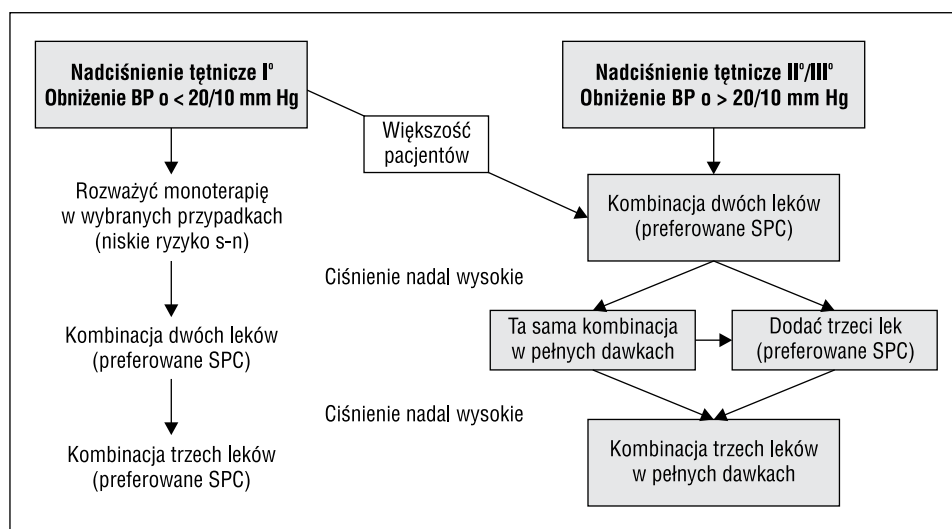 Nadciśnienie tętnicze Iº
Obniżenie BP o < 20/10 mm Hg
Nadciśnienie tętnicze IIº/IIIº
Obniżenie BP o > 20/10 mm Hg
Większość
pacjentów
Rozważyć monoterapię
w wybranych przypadkach
(niskie ryzyko s-n)
Kombinacja dwóch leków
(preferowane SPC)
Ciśnienie nadal wysokie
Kombinacja dwóch leków
(preferowane SPC)
Ta sama kombinacja
w pełnych dawkach
Dodać trzeci lek
(preferowane SPC)
Ciśnienie nadal wysokie
Kombinacja trzech leków
(preferowane SPC)
Kombinacja trzech leków
w pełnych dawkach